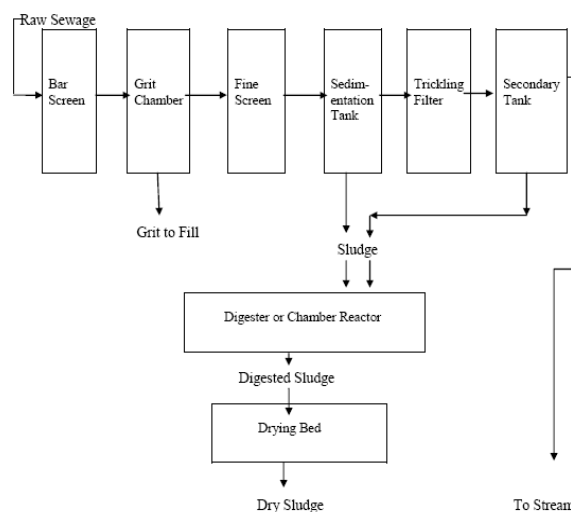 Raw Sewage
Bar
Screen
Grit
Chamber
Fine
Screen
Sedim-
entation
Tank
Trickling
Filter
Secondary
Tank
Grit to Fill
Sludge
Digester or Chamber Reactor
Digested Sludge
Drying Bed
Dry Sludge
To Stream